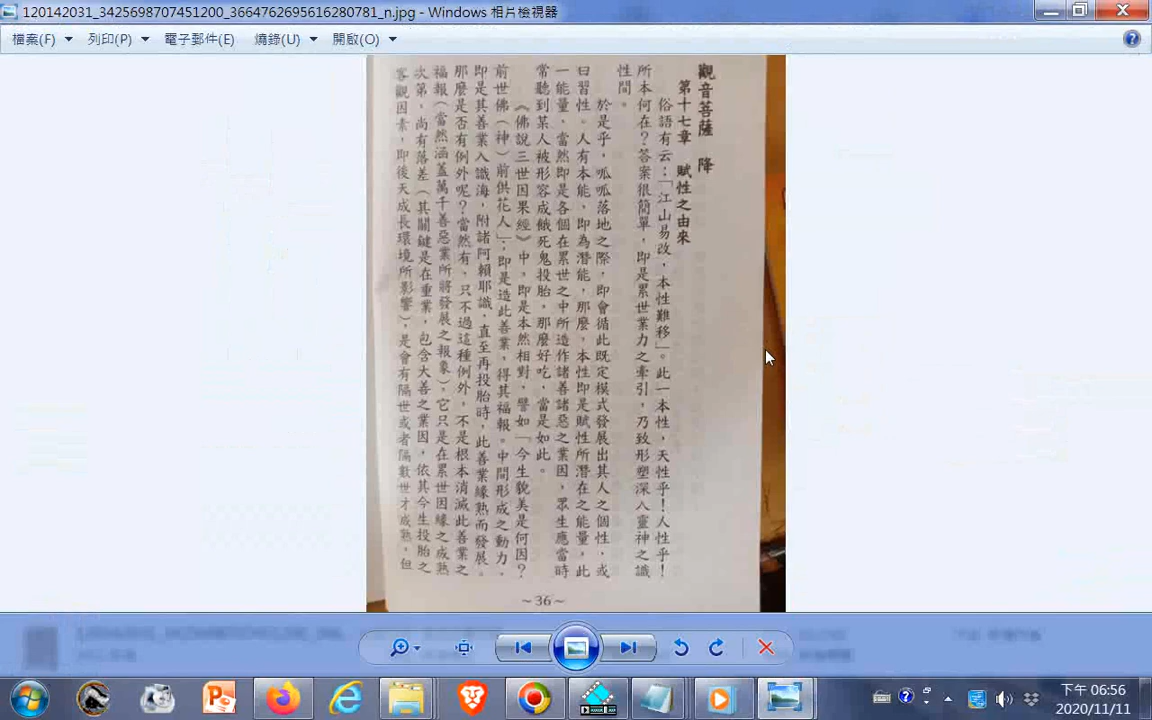 120142031_3425698707451200_3664762695616280781_n.jpg - Windows 相片檢視器
檔案(F) 列印(P) 電子郵件(E) 燒錄(U) 開啟(O)
觀音菩薩 降
第十七章 賦性之由來
俗語有云：「江山易改，本性難移」。此一本性，天性乎！人性乎！
所本何在？答案很簡單，即是累世業力之牽引，乃致形塑深入靈神之識
性間。
於是乎，呱呱落地之際，即會循此既定模式發展出其人之個性，或
曰習性。人有本能，即為潛能，那麼，本性即是賦性所潛在之能量，此
一能量，當然即是各個在累世之中所造作諸善諸惡之業因，眾生應當時
常聽到某人被形容成餓死鬼投胎，那麼好吃，當是如此。
《佛說三世因果經》中，即是本然相對，譬如「今生貌美是何因？
前世佛（神）前供花人」；即是造此善業，得其福報。中間形成之動力，
即是其善業入識海，附諸阿賴耶識，直至再投胎時，此善業緣熟而發展。
那麼是否有例外呢？當然有，只不過這種例外，不是根本消滅此善業之
福報（當然涵蓋萬千善惡業所將發展之報象），它只是在累世因緣之成熟
次第，尚有落差（其關鍵是在重業，包含大善之業因，依其今生投胎之
客觀因素，即後天成長環境所影響），是會有隔世或者隔數世才成熟，但
～36～
下午 06:56
2020/11/11